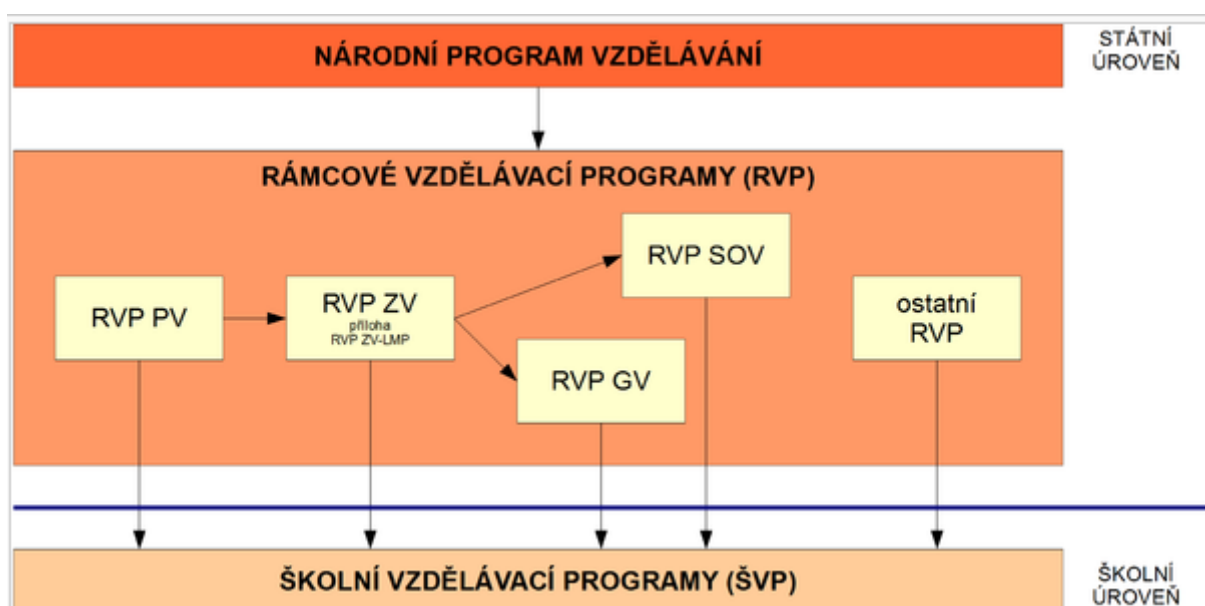 NÁRODNÍ PROGRAM VZDĚLÁVÁNÍ
STÁTNÍ
ÚROVEŇ
RÁMCOVÉ VZDĚLÁVACÍ PROGRAMY (RVP)
RVP SOV
RVP PV
RVP ZV
příloha
RVP ZV-LMP
ostatní
RVP
RVP GV
ŠKOLNÍ VZDĚLÁVACÍ PROGRAMY (ŠVP)
ŠKOLNÍ
ÚROVEŇ